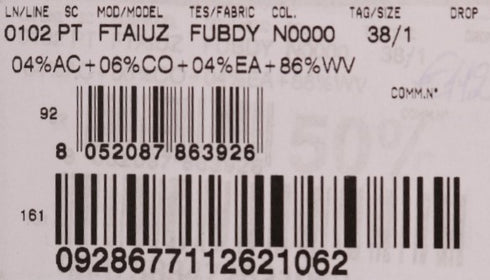 LN/LINE SC MOD/MODEL TES/FABRIC COL. TAG/SIZE DROP
0102 PT FTAIUZ FUBDY N0000 38/1
04%AC+06%CO+04%EA+86%WV
COMM.N°
92
8 052087 863926
161
0928677112621062
50%